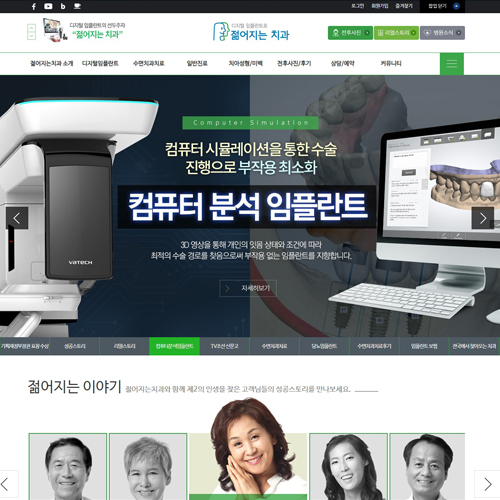 로그인 회원가입 즐겨찾기 팝업 닫기
디지털 임플란트의 선두주자
“젊어지는 치과”
디지털 임플란트로
젊어지는 치과
전후사진
리얼스토리
병원소식
젊어지는치과 소개 디지털임플란트 수면치과치료 일반진료 치아성형/미백 전후사진/후기 상담/예약 커뮤니티
Computer Simulation
컴퓨터 시뮬레이션을 통한 수술
진행으로 부작용 최소화
컴퓨터 분석 임플란트
3D 영상을 통해 개인의 잇몸 상태와 조건에 따라
최적의 수술 경로를 찾음으로써 부작용 없는 임플란트를 지향합니다.
자세히보기
vatech
기획재정부장관 표창 수상 성공스토리 리얼스토리 컴퓨터분석임플란트 TV조선 신문고 수면치과치료 당뇨임플란트 수면치과치료후기 임플란트 보험 전국에서 찾아오는 치과
젊어지는 이야기 젊어지는치과와 함께 제2의 인생을 찾은 고객님들의 성공스토리를 만나보세요.